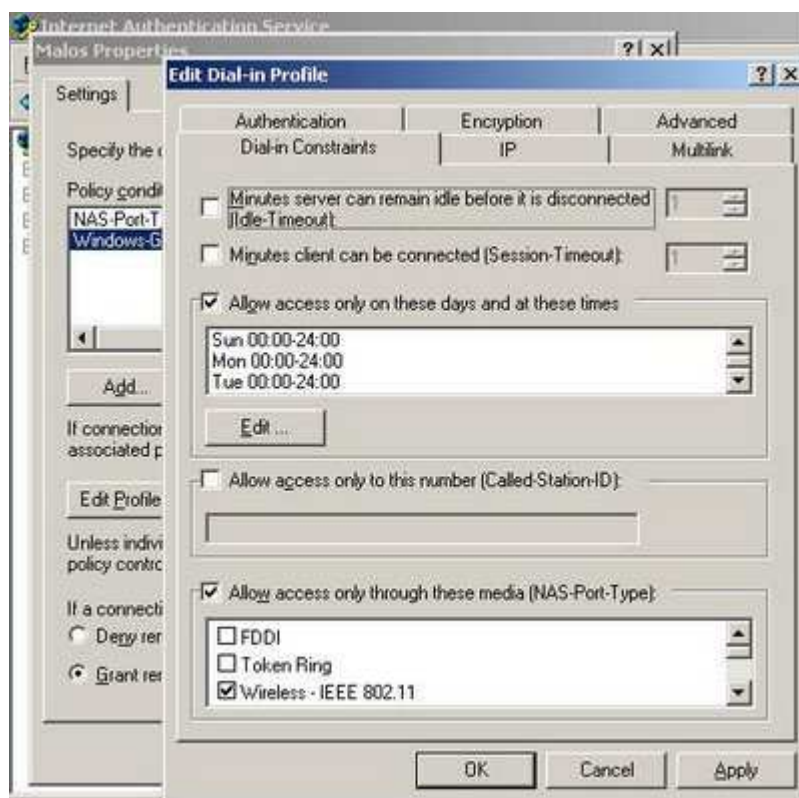 Internet Authentication Service
Malos Properties
? X
Edit Dial-in Profile
? X
Settings
Authentication
Encryption
Advanced
Dial-in Constraints
IP
Multilink
Specify the
Policy condit
NAS-Port-T
Windows-G
Minutes server can remain idle before it is disconnected
(Idle-Timeout):
1
Minutes client can be connected (Session-Timeout):
1
Allow access only on these days and at these times
Sun 00:00-24:00
Mon 00:00-24:00
Tue 00:00-24:00
Add...
Edit ...
If connection
associated p
Allow access only to this number (Called-Station-ID):
Edit Profile
Unless indivi
policy contro
Allow access only through these media (NAS-Port-Type):
If a connecti
Deny rem
Grant rem
FDDI
Token Ring
Wireless - IEEE 802.11
OK
Cancel
Apply